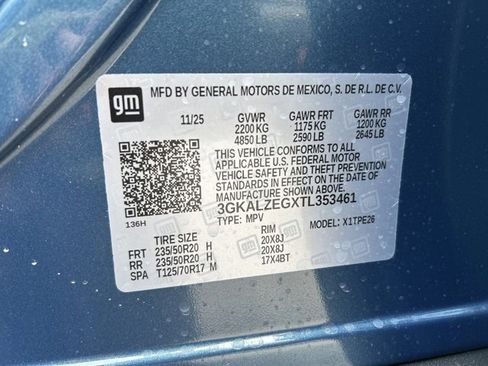 gm
MFD BY GENERAL MOTORS DE MEXICO, S. DE R.L. DE C.V.
11/25 GVWR GAWR FRT GAWR RR
2200 KG 1175 KG 1200 KG
4850 LB 2590 LB 2645 LB
THIS VEHICLE CONFORMS TO ALL
APPLICABLE U.S. FEDERAL MOTOR
VEHICLE SAFETY AND THEFT PREVENTION
STANDARDS IN EFFECT ON THE DATE OF
MANUFACTURE SHOWN ABOVE.
3GKALZEGXTL353461
136H TYPE: MPV MODEL: X1TPE26
TIRE SIZE RIM
FRT 235/50R20 H 20X8J
RR 235/50R20 H 20X8J
SPA T125/70R17 M 17X4BT